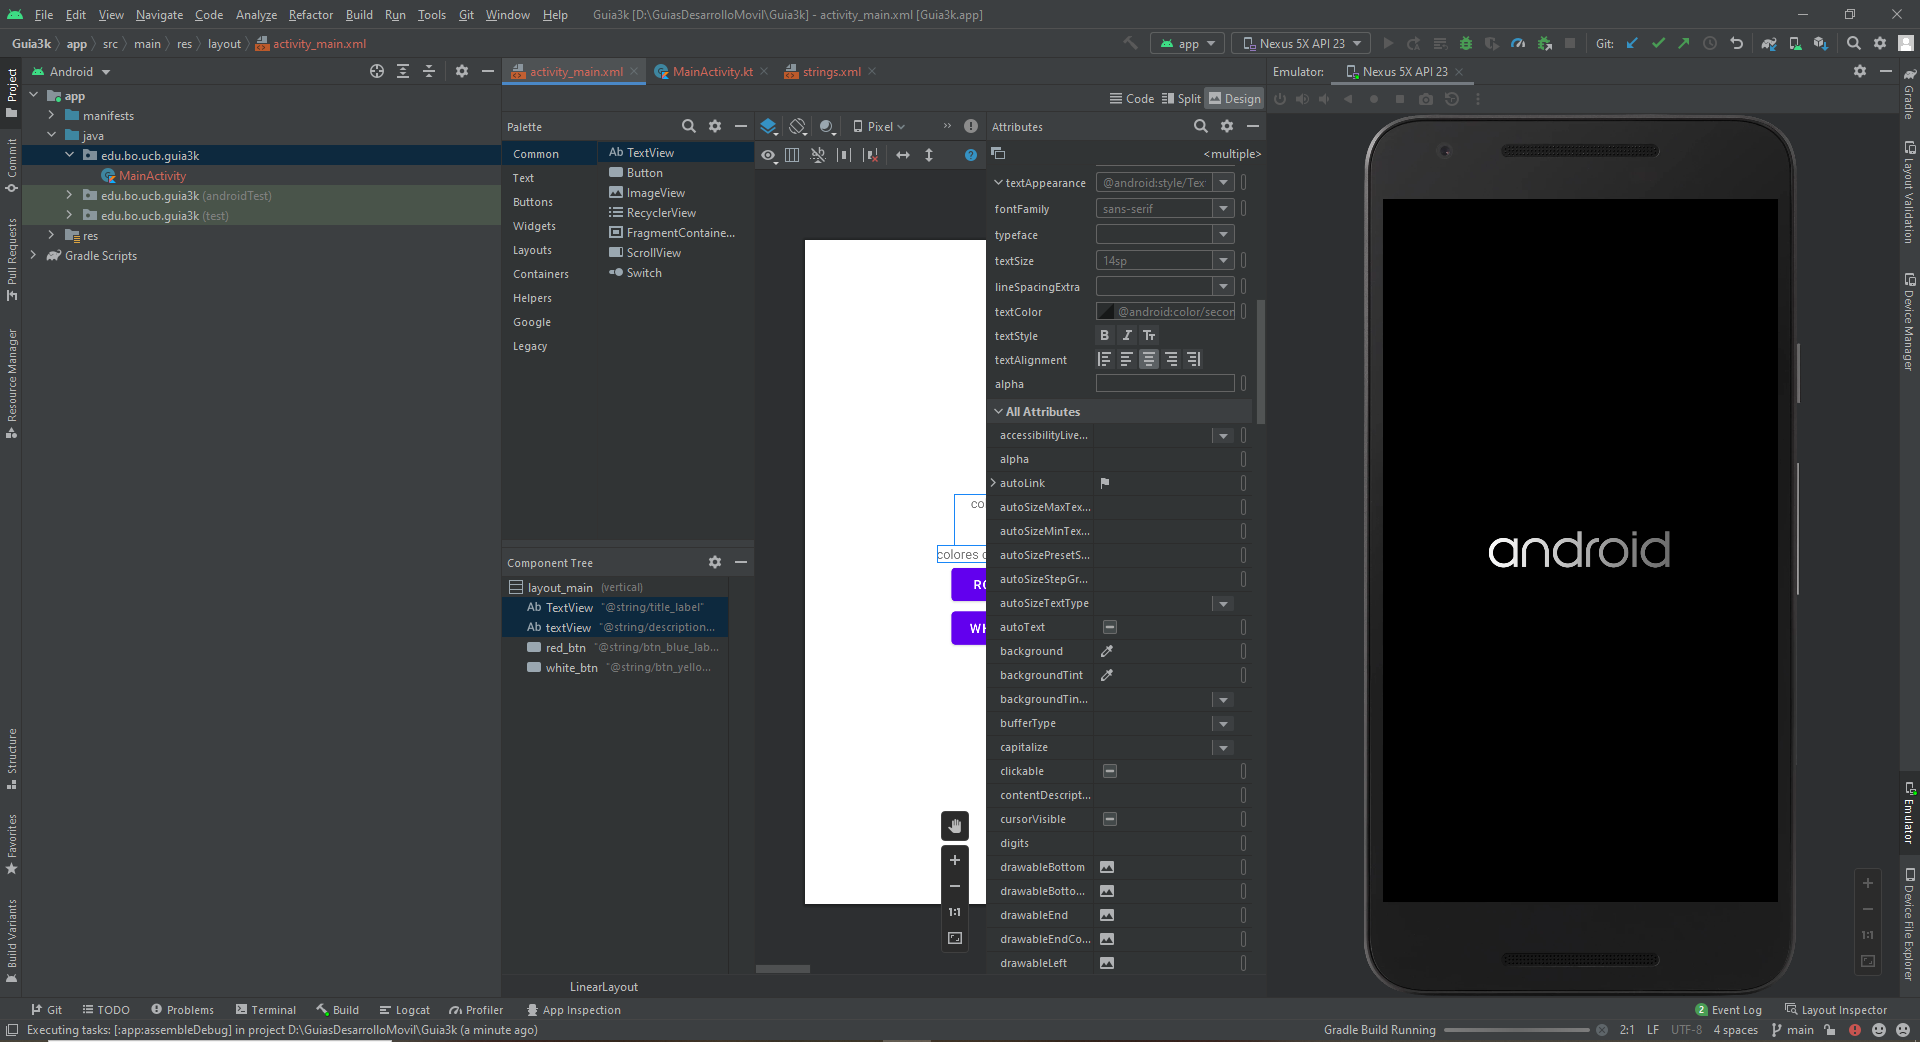 File Edit View Navigate Code Analyze Refactor Build Run Tools Git Window Help Guia3k [D:\GuiasDesarrolloMovil\Guia3k] - activity_main.xml [Guia3k.app]
Guia3k app src main res layout activity_main.xml app Nexus 5X API 23 Git:
Android activity_main.xml MainActivity.kt strings.xml Emulator: Nexus 5X API 23
Code Split Design
Project
Commit
Pull Requests
Resource Manager
Structure
Favorites
Build Variants
app
manifests
java
edu.bo.ucb.guia3k
MainActivity
edu.bo.ucb.guia3k (androidTest)
edu.bo.ucb.guia3k (test)
res
Gradle Scripts
Palette
Common
Text
Buttons
Widgets
Layouts
Containers
Helpers
Google
Legacy
Ab TextView
Button
ImageView
RecyclerView
FragmentContaine...
ScrollView
Switch
Component Tree
layout_main (vertical)
Ab TextView "@string/title_label"
Ab textView "@string/description...
red_btn "@string/btn_blue_lab...
white_btn "@string/btn_yello...
Pixel
co
colores
1:1
LinearLayout
Attributes
<multiple>
textAppearance @android:style/Tex
fontFamily sans-serif
typeface
textSize 14sp
lineSpacingExtra
textColor @android:color/secon
textStyle B I Tт
textAlignment
alpha
All Attributes
accessibilityLive...
alpha
autoLink
autoSizeMaxTex...
autoSizeMinTex...
autoSizePresetS...
autoSizeStepGr...
autoSizeTextType
autoText
background
backgroundTint
backgroundTin...
bufferType
capitalize
clickable
contentDescript...
cursorVisible
digits
drawableBottom
drawableBotto...
drawableEnd
drawableEndCo...
drawableLeft
android
1:1
Gradle
Layout Validation
Device Manager
Emulator
Device File Explorer
Git TODO Problems Terminal Build Logcat Profiler App Inspection 2 Event Log Layout Inspector
Executing tasks: [:app:assembleDebug] in project D:\GuiasDesarrolloMovil\Guia3k (a minute ago) Gradle Build Running 2:1 LF UTF-8 4 spaces main